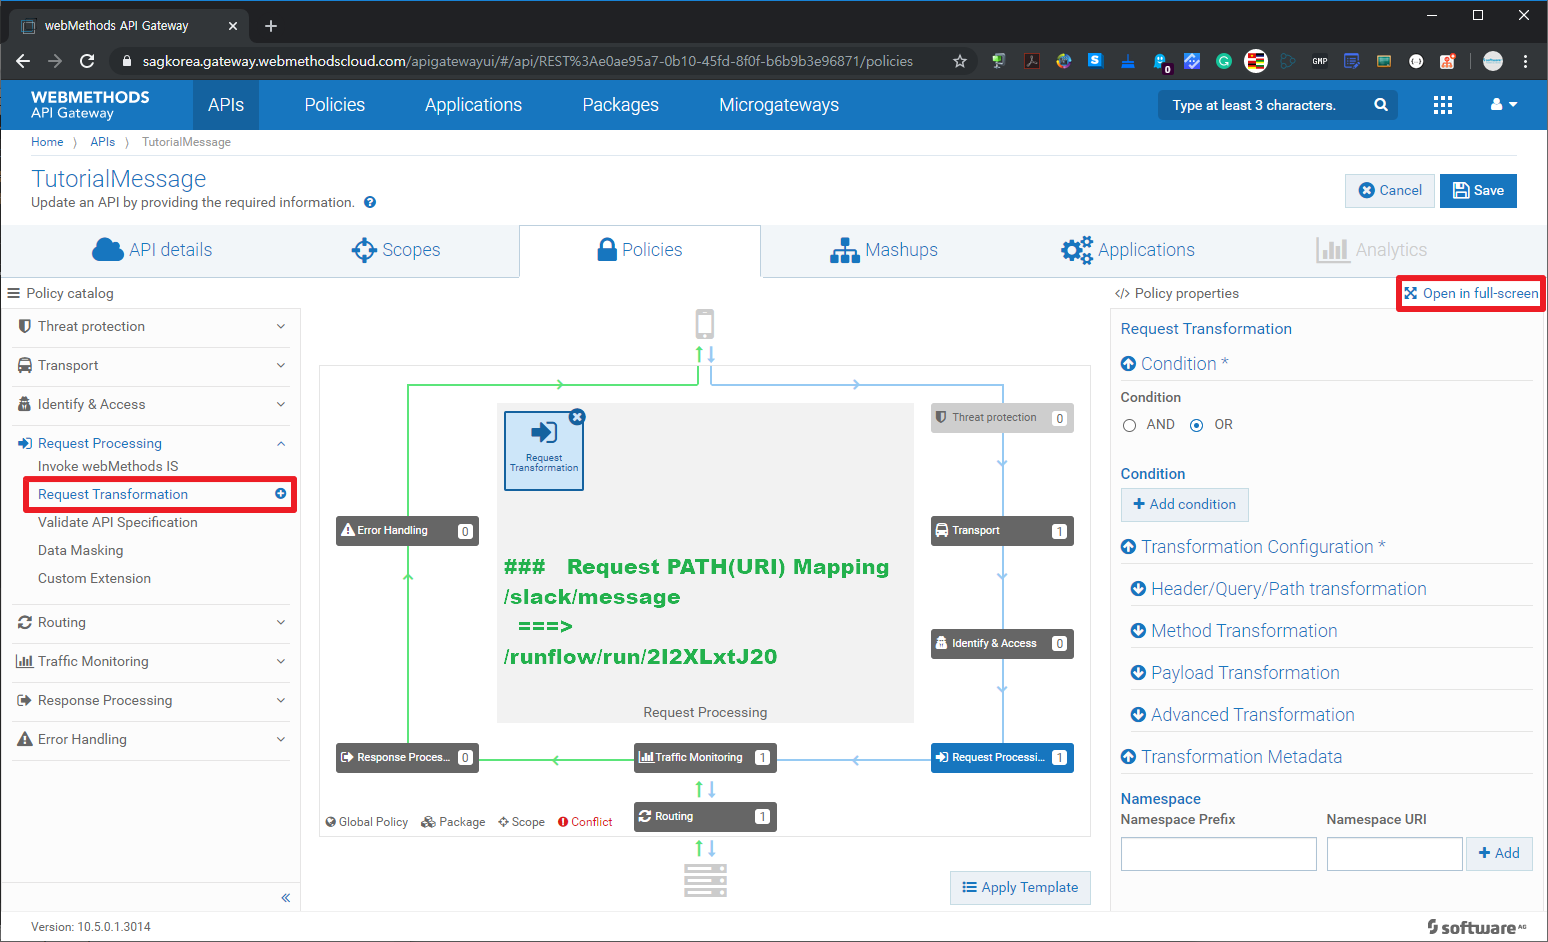 webMethods API Gateway
sagkorea.gateway.webmethodscloud.com/apigatewayui/#/api/REST%3Ae0ae95a7-0b10-45fd-8f0f-b6b9b3e96871/policies
S
0
G
GMP
WEBMETHODS
API Gateway
APIs
Policies
Applications
Packages
Microgateways
Type at least 3 characters.
Home
APIs
TutorialMessage
TutorialMessage
Update an API by providing the required information.
Cancel
Save
API details
Scopes
Policies
Mashups
Applications
Analytics
Policy catalog
Threat protection
Transport
Identify & Access
Request Processing
Invoke webMethods IS
Request Transformation
Validate API Specification
Data Masking
Custom Extension
Routing
Traffic Monitoring
Response Processing
Error Handling
Request
Transformation
Threat protection 0
Error Handling 0
Transport 1
### Request PATH(URI) Mapping
/slack/message
===>
/runflow/run/2I2XLxtJ20
Identify & Access 0
Request Processing
Response Proces... 0
Traffic Monitoring 1
Request Processi... 1
Routing 1
Global Policy
Package
Scope
Conflict
Apply Template
</> Policy properties
Open in full-screen
Request Transformation
Condition *
Condition
AND
OR
Condition
+ Add condition
Transformation Configuration *
Header/Query/Path transformation
Method Transformation
Payload Transformation
Advanced Transformation
Transformation Metadata
Namespace
Namespace Prefix
Namespace URI
+ Add
Version: 10.5.0.1.3014
software AG